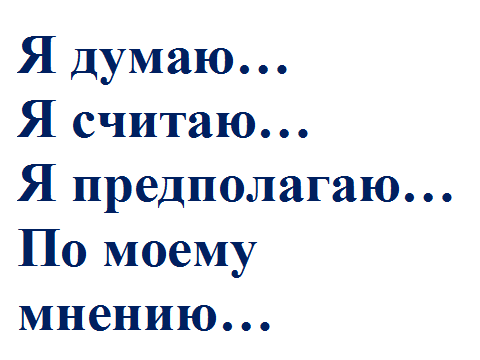 Я думаю…
Я считаю…
Я предполагаю…
По моему
мнению…